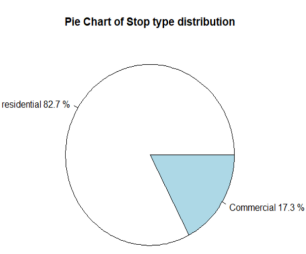 Pie Chart of Stop type distribution
residential 82.7 %
Commercial 17.3 %